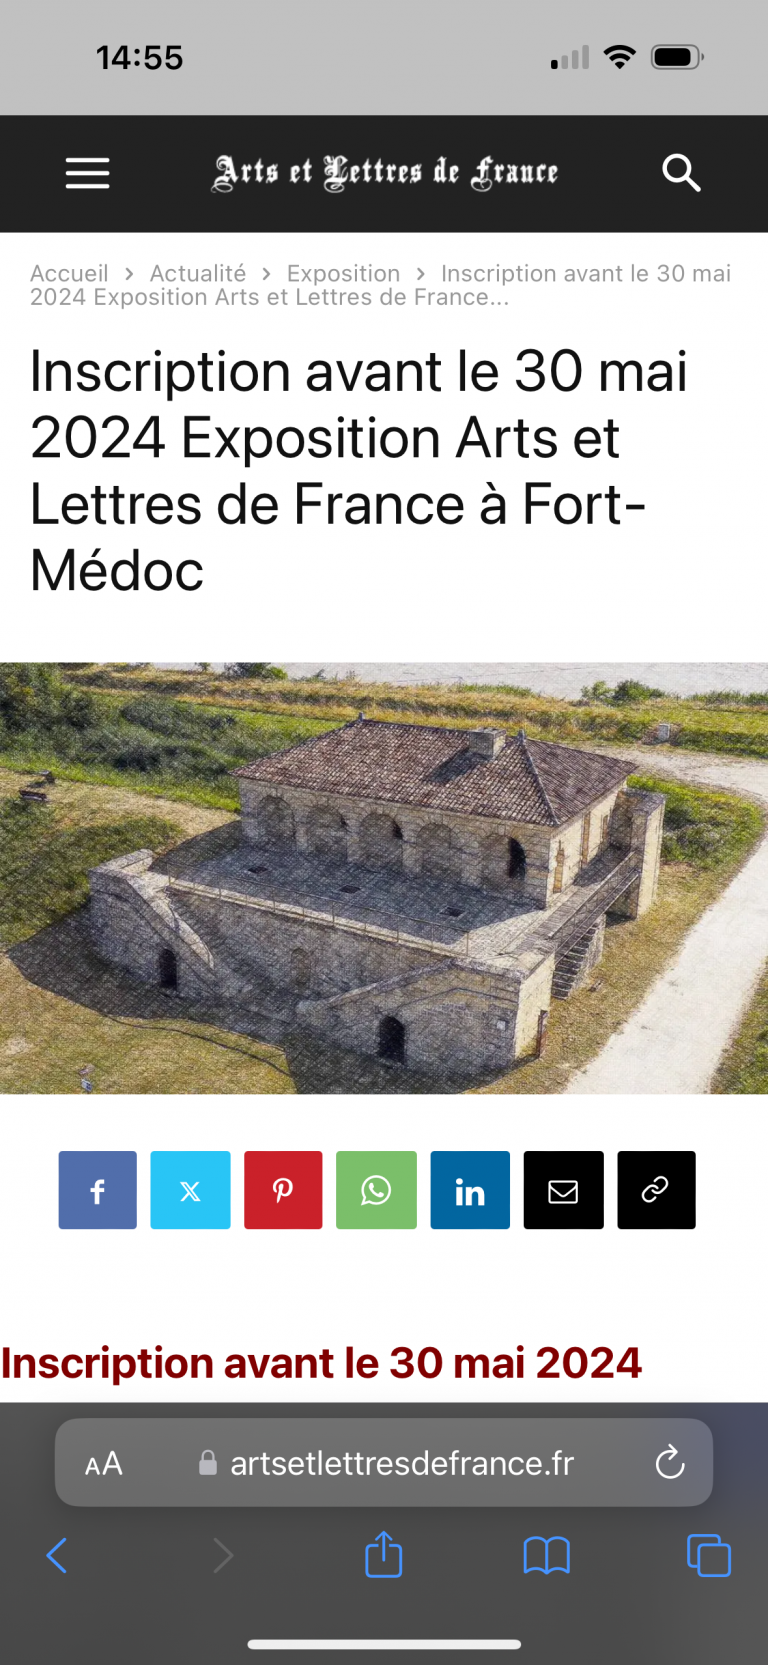 14:55
Arts et Lettres de France
Accueil > Actualité > Exposition > Inscription avant le 30 mai
2024 Exposition Arts et Lettres de France...
Inscription avant le 30 mai
2024 Exposition Arts et
Lettres de France à Fort-
Médoc
Inscription avant le 30 mai 2024
AA artsetlettresdefrance.fr